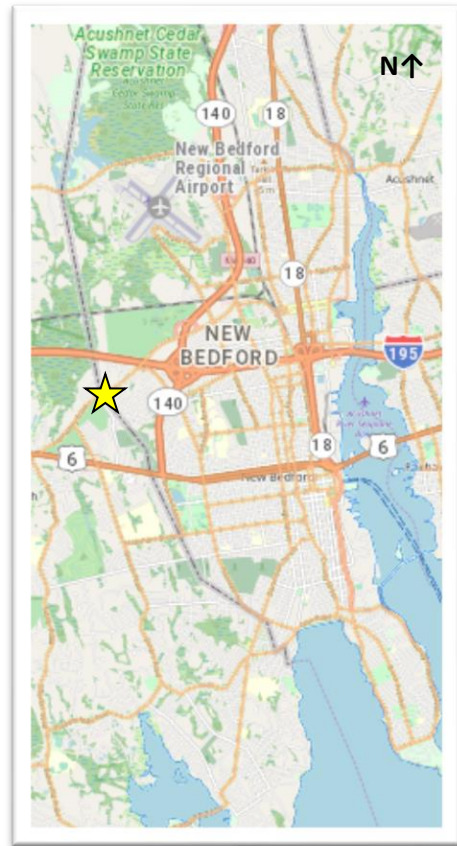 Acushnet Cedar
Swamp State
Reservation
N↑
140
18
New Bedford
Regional
Airport
Acushnet
18
NEW
BEDFORD
195
140
18
6
6
New Bedford